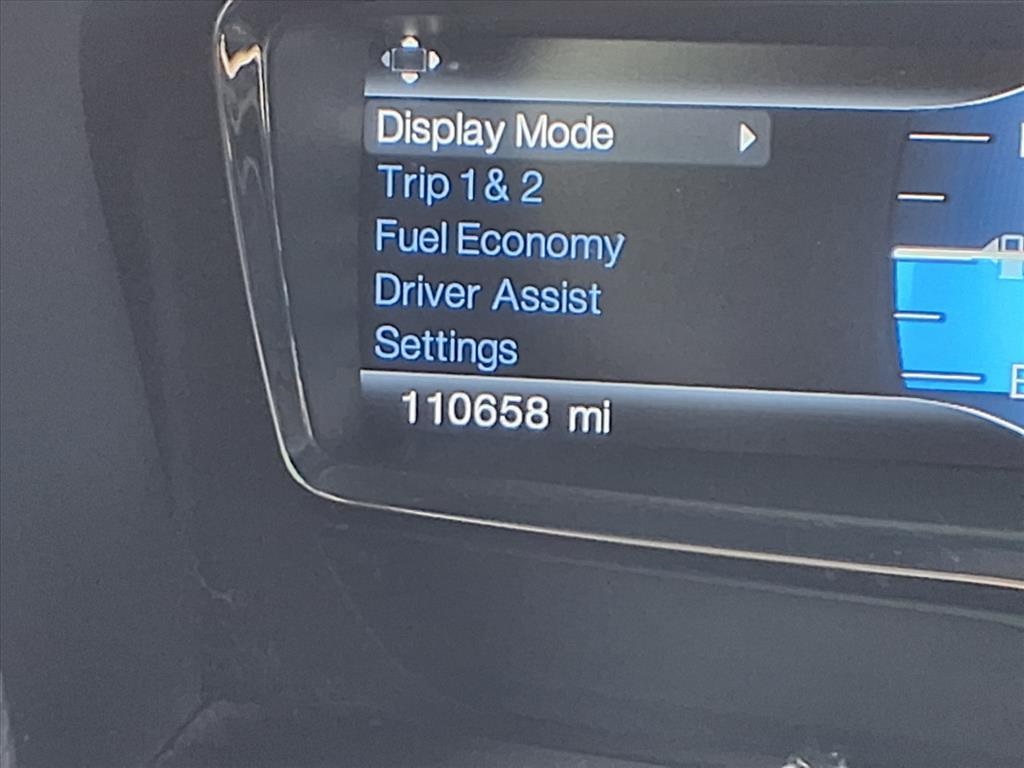 Display Mode
Trip 1 & 2
Fuel Economy
Driver Assist
Settings
110658 mi